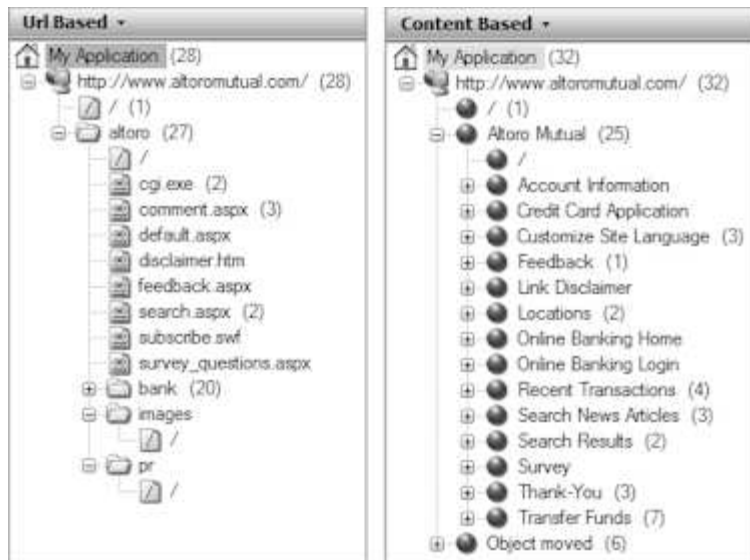 Url Based
My Application (28)
http://www.altoromutual.com/ (28)
/ (1)
altoro (27)
/
cgi.exe (2)
comment.aspx (3)
default.aspx
disclaimer.htm
feedback.aspx
search.aspx (2)
subscribe.swf
survey_questions.aspx
bank (20)
images
/
pr
/
Content Based
My Application (32)
http://www.altoromutual.com/ (32)
/ (1)
Altoro Mutual (25)
/
Account Information
Credit Card Application
Customize Site Language (3)
Feedback (1)
Link Disclaimer
Locations (2)
Online Banking Home
Online Banking Login
Recent Transactions (4)
Search News Articles (3)
Search Results (2)
Survey
Thank-You (3)
Transfer Funds (7)
Object moved (6)